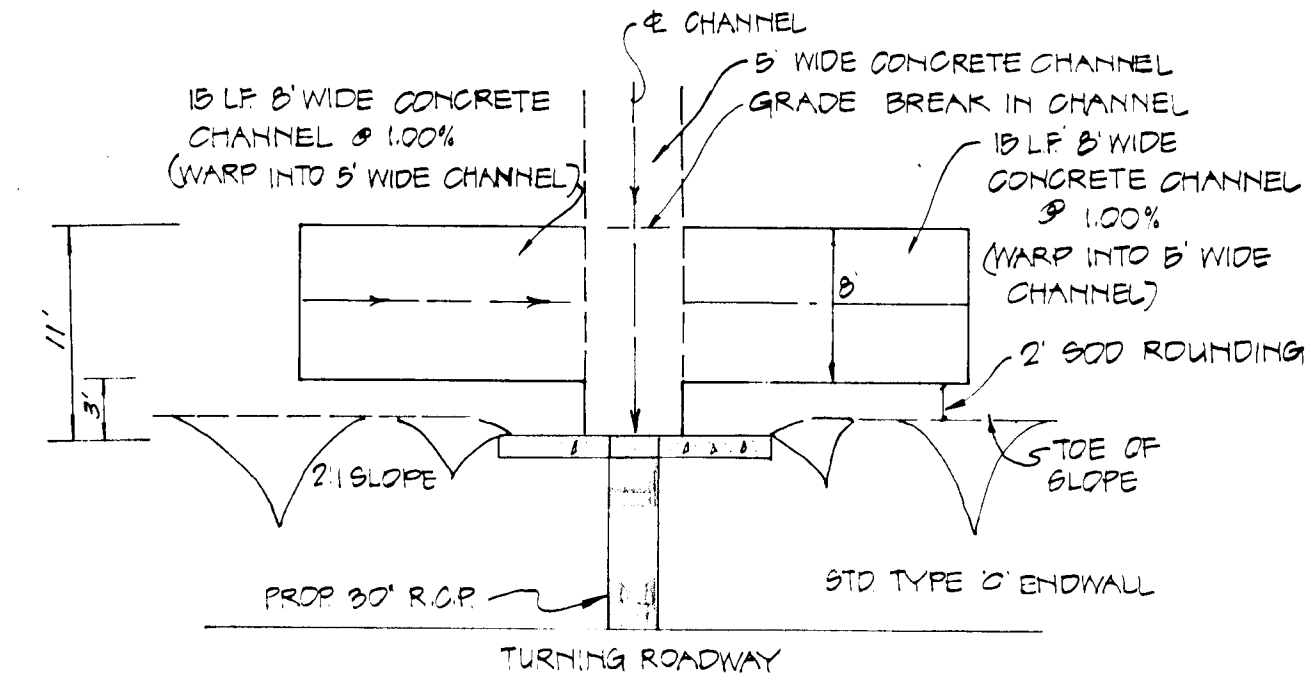 ℄ CHANNEL
5' WIDE CONCRETE CHANNEL
GRADE BREAK IN CHANNEL
15 L.F. 8' WIDE CONCRETE
CHANNEL @ 1.00%
(WARP INTO 5' WIDE CHANNEL)
15 L.F. 8' WIDE
CONCRETE CHANNEL
@ 1.00%
(WARP INTO 5' WIDE
CHANNEL)
11'
8'
2' SOD ROUNDING
3'
2:1 SLOPE
TOE OF
SLOPE
PROP. 30" R.C.P.
STD. TYPE 'C' ENDWALL
TURNING ROADWAY